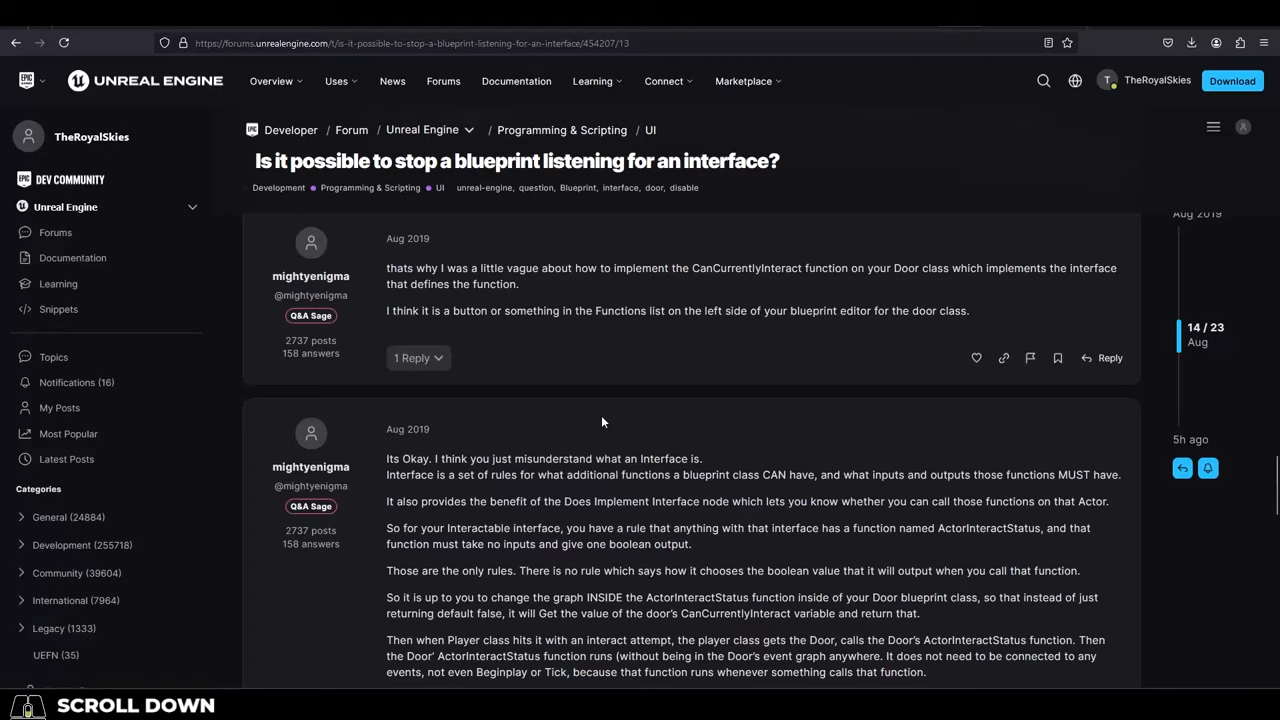 https://forums.unrealengine.com/t/is-it-possible-to-stop-a-blueprint-listening-for-an-interface/454207/13
EPIC UNREAL ENGINE Overview Uses News Forums Documentation Learning Connect Marketplace T TheRoyalSkies Download
TheRoyalSkies
EPIC DEV COMMUNITY
Unreal Engine
Forums
Documentation
Learning
Snippets
Topics
Notifications (16)
My Posts
Most Popular
Latest Posts
Categories
General (24884)
Development (255718)
Community (39604)
International (7964)
Legacy (1333)
UEFN (35)
Developer / Forum / Unreal Engine / Programming & Scripting / UI
Is it possible to stop a blueprint listening for an interface?
Development Programming & Scripting UI unreal-engine, question, Blueprint, interface, door, disable
mightyenigma
@mightyenigma
Q&A Sage
2737 posts
158 answers
Aug 2019
thats why I was a little vague about how to implement the CanCurrentlyInteract function on your Door class which implements the interface
that defines the function.
I think it is a button or something in the Functions list on the left side of your blueprint editor for the door class.
1 Reply
Reply
mightyenigma
@mightyenigma
Q&A Sage
2737 posts
158 answers
Aug 2019
Its Okay. I think you just misunderstand what an Interface is.
Interface is a set of rules for what additional functions a blueprint class CAN have, and what inputs and outputs those functions MUST have.
It also provides the benefit of the Does Implement Interface node which lets you know whether you can call those functions on that Actor.
So for your Interactable interface, you have a rule that anything with that interface has a function named ActorInteractStatus, and that
function must take no inputs and give one boolean output.
Those are the only rules. There is no rule which says how it chooses the boolean value that it will output when you call that function.
So it is up to you to change the graph INSIDE the ActorInteractStatus function inside of your Door blueprint class, so that instead of just
returning default false, it will Get the value of the door's CanCurrentlyInteract variable and return that.
Then when Player class hits it with an interact attempt, the player class gets the Door, calls the Door's ActorInteractStatus function. Then
the Door' ActorInteractStatus function runs (without being in the Door's event graph anywhere. It does not need to be connected to any
events, not even Beginplay or Tick, because that function runs whenever something calls that function.
Aug 2019
14 / 23
Aug
5h ago
SCROLL DOWN